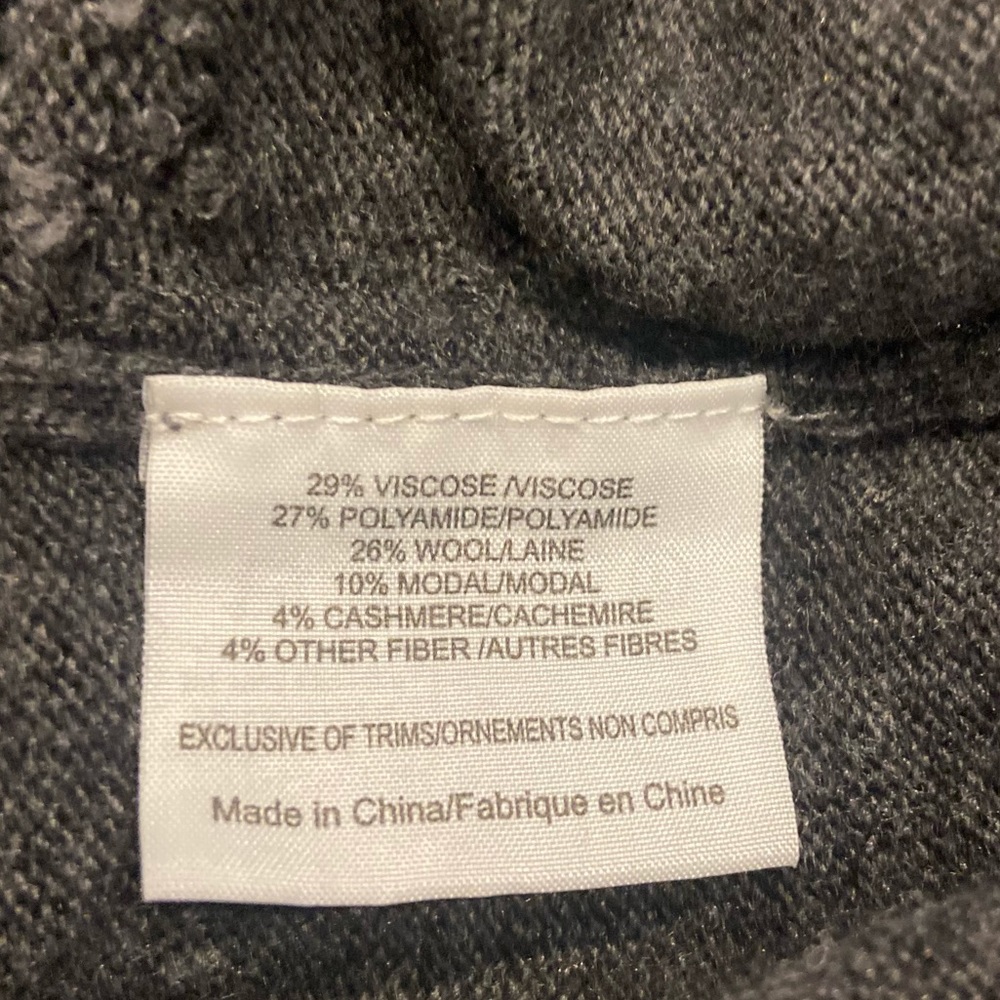 29% VISCOSE /VISCOSE
27% POLYAMIDE/POLYAMIDE
26% WOOL/LAINE
10% MODAL/MODAL
4% CASHMERE/CACHEMIRE
4% OTHER FIBER /AUTRES FIBRES
EXCLUSIVE OF TRIMS/ORNEMENTS NON COMPRIS
Made in China/Fabrique en Chine